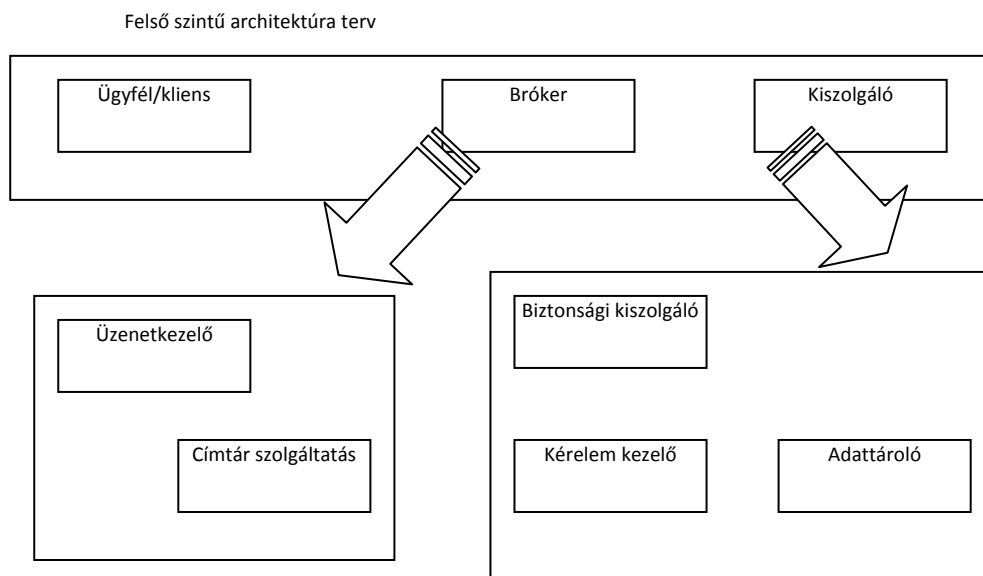 Felső szintű architektúra terv
Ügyfél/kliens
Bróker
Kiszolgáló
Üzenetkezelő
Címtár szolgáltatás
Biztonsági kiszolgáló
Kérelem kezelő
Adattároló